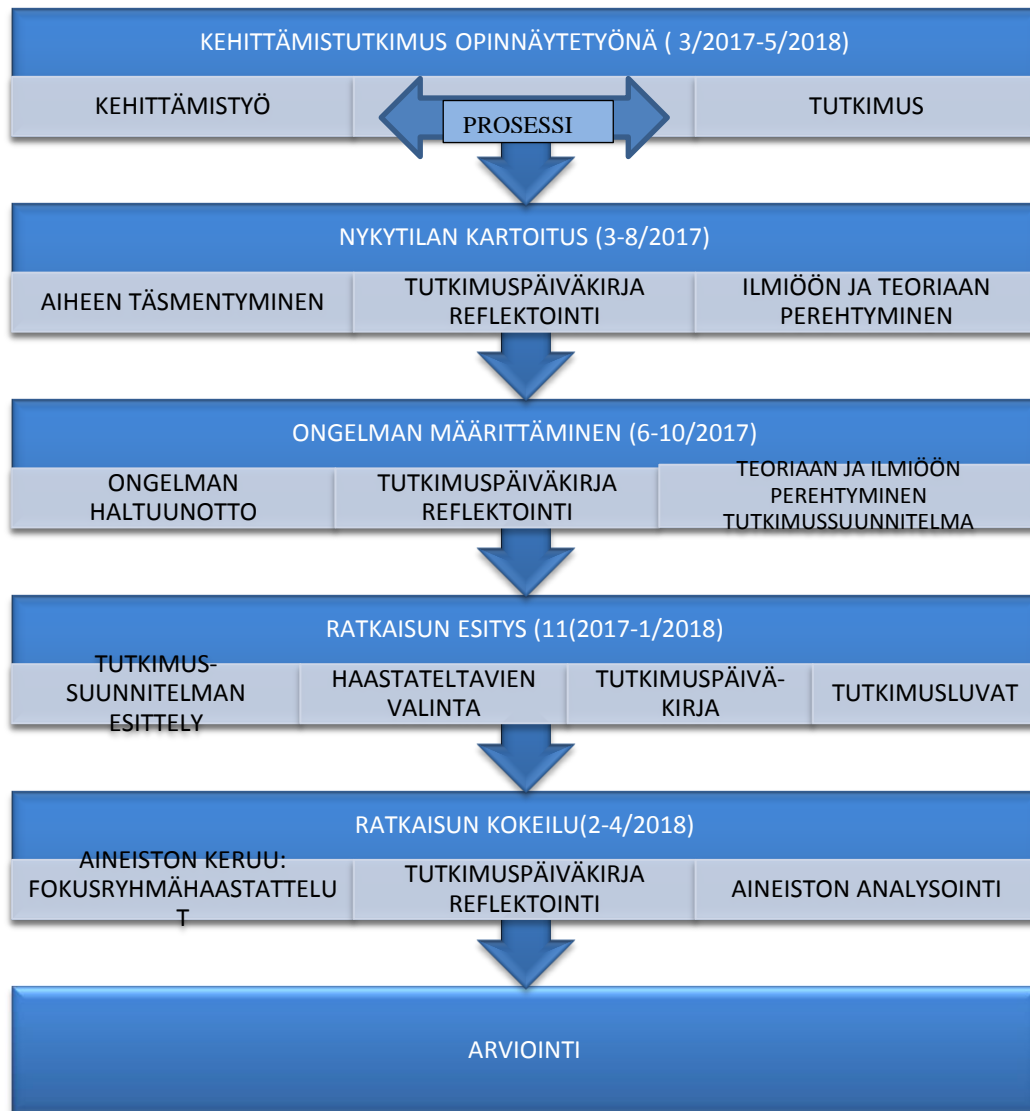 KEHITTÄMISTUTKIMUS OPINNÄYTETYÖNÄ ( 3/2017-5/2018)
KEHITTÄMISTYÖ
PROSESSI
TUTKIMUS
NYKYTILAN KARTOITUS (3-8/2017)
AIHEEN TÄSMENTYMINEN
TUTKIMUSPÄIVÄKIRJA
REFLEKTOINTI
ILMIÖÖN JA TEORIAAN
PEREHTYMINEN
ONGELMAN MÄÄRITTÄMINEN (6-10/2017)
ONGELMAN
HALTUUNOTTO
TUTKIMUSPÄIVÄKIRJA
REFLEKTOINTI
TEORIAAN JA ILMIÖÖN
PEREHTYMINEN
TUTKIMUSSUUNNITELMA
RATKAISUN ESITYS (11(2017-1/2018)
TUTKIMUS-
SUUNNITELMAN
ESITTELY
HAASTATELTAVIEN
VALINTA
TUTKIMUSPÄIVÄ-
KIRJA
TUTKIMUSLUVAT
RATKAISUN KOKEILU(2-4/2018)
AINEISTON KERUU:
FOKUSRYHMÄHAASTATTELU
T
TUTKIMUSPÄIVÄKIRJA
REFLEKTOINTI
AINEISTON ANALYSOINTI
ARVIOINTI